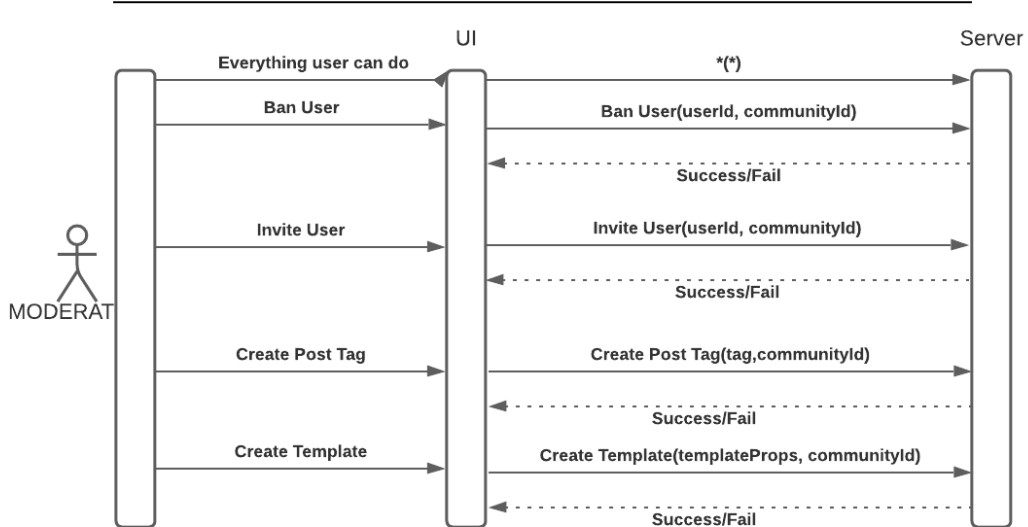 UI
Server
Everything user can do
*(*)
Ban User
Ban User(userId, communityId)
Success/Fail
Invite User
Invite User(userId, communityId)
Success/Fail
MODERAT
Create Post Tag
Create Post Tag(tag,communityId)
Success/Fail
Create Template
Create Template(templateProps, communityId)
Success/Fail